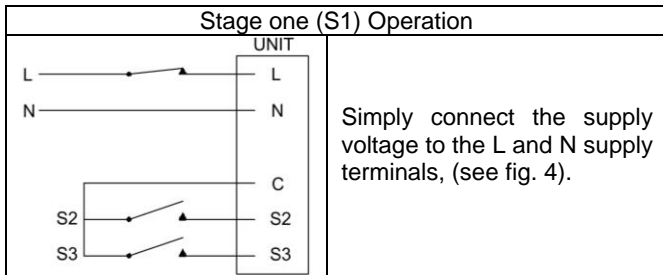 Stage one (S1) Operation
UNIT
L L
N N
C
S2 S2
S3 S3
Simply connect the supply
voltage to the L and N supply
terminals, (see fig. 4).